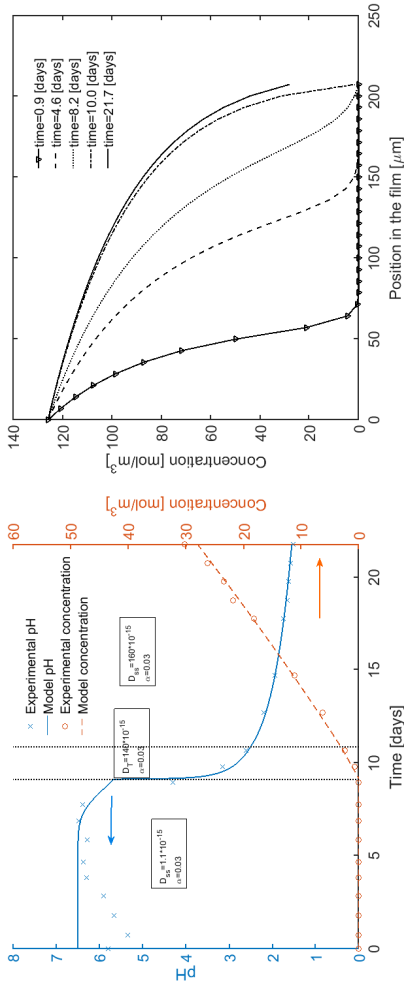 8
7
6
5
4
3
2
1
0
pH
0
5
10
15
20
Time [days]
60
50
40
30
20
10
0
Concentration [mol/m³]
Experimental pH
Model pH
Experimental concentration
Model concentration
D_ss=1.1*10^-15
α=0.03
D_T=140*10^-15
α=0.03
D_ss=160*10^-15
α=0.03
140
120
100
80
60
40
20
0
Concentration [mol/m³]
0
50
100
150
200
250
Position in the film [μm]
time=0.9 [days]
time=4.6 [days]
time=8.2 [days]
time=10.0 [days]
time=21.7 [days]